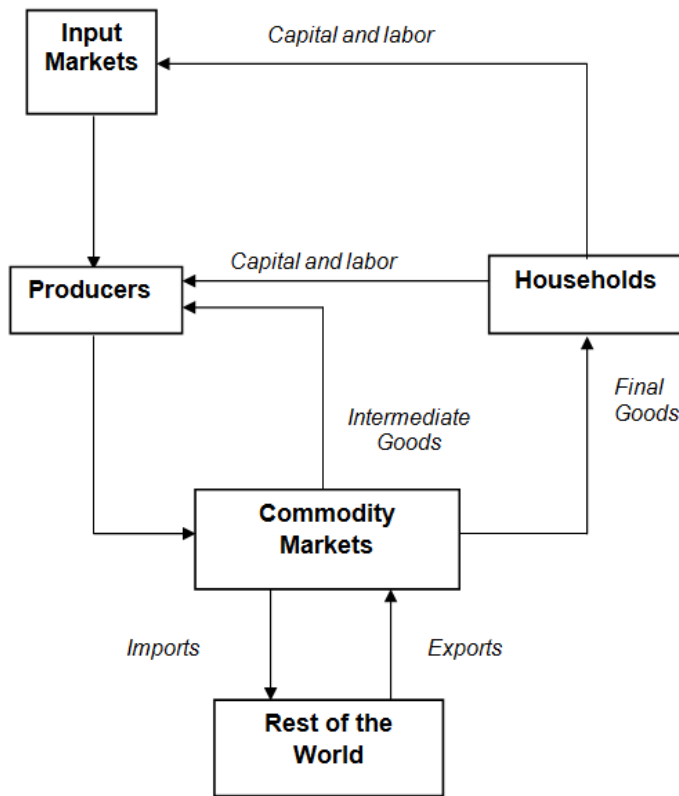 Input
Markets
Capital and labor
Producers
Capital and labor
Households
Intermediate
Goods
Final
Goods
Commodity
Markets
Imports
Exports
Rest of the
World